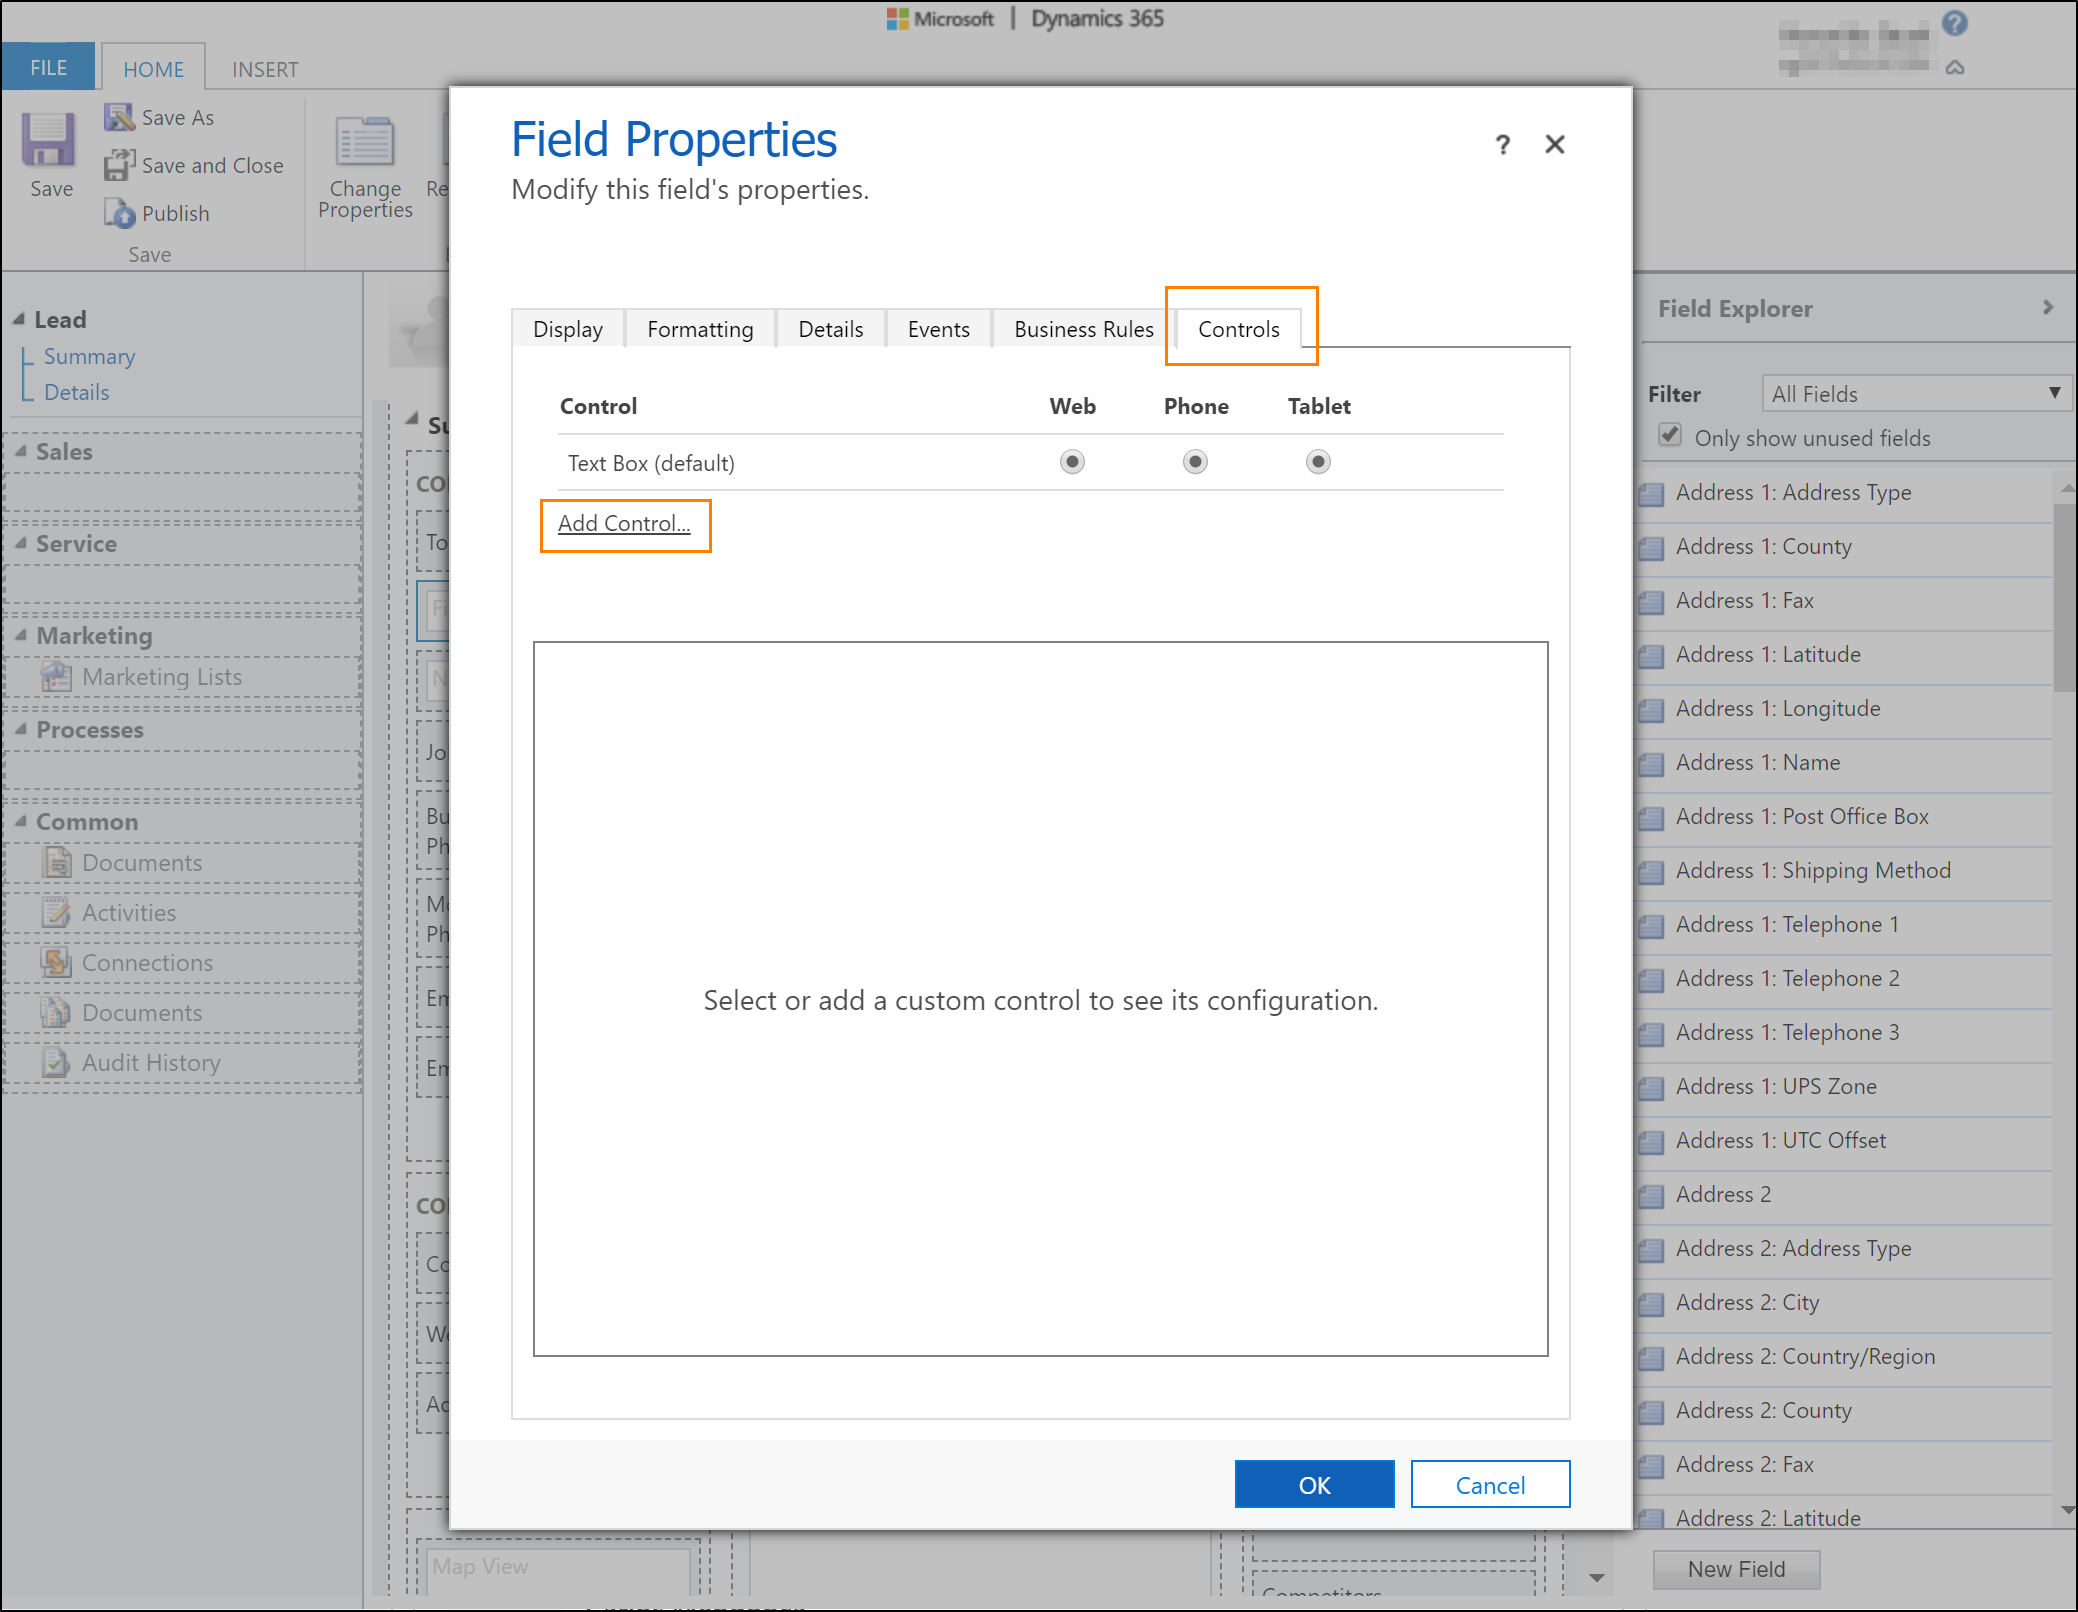 Microsoft | Dynamics 365
FILE
HOME
INSERT
Save
Save As
Save and Close
Publish
Save
Change
Properties
Re
Lead
Summary
Details
Sales
Service
Marketing
Marketing Lists
Processes
Common
Documents
Activities
Connections
Documents
Audit History
Su
CO
To
Fi
N
Jo
Bu
Ph
Mo
Ph
Em
Em
CO
Co
We
Ad
Map View
Competitors
Field Properties
Modify this field's properties.
?
Display
Formatting
Details
Events
Business Rules
Controls
Control Web Phone Tablet
Text Box (default)
Add Control...
Select or add a custom control to see its configuration.
OK
Cancel
?
Field Explorer
Filter All Fields
Only show unused fields
Address 1: Address Type
Address 1: County
Address 1: Fax
Address 1: Latitude
Address 1: Longitude
Address 1: Name
Address 1: Post Office Box
Address 1: Shipping Method
Address 1: Telephone 1
Address 1: Telephone 2
Address 1: Telephone 3
Address 1: UPS Zone
Address 1: UTC Offset
Address 2
Address 2: Address Type
Address 2: City
Address 2: Country/Region
Address 2: County
Address 2: Fax
Address 2: Latitude
New Field